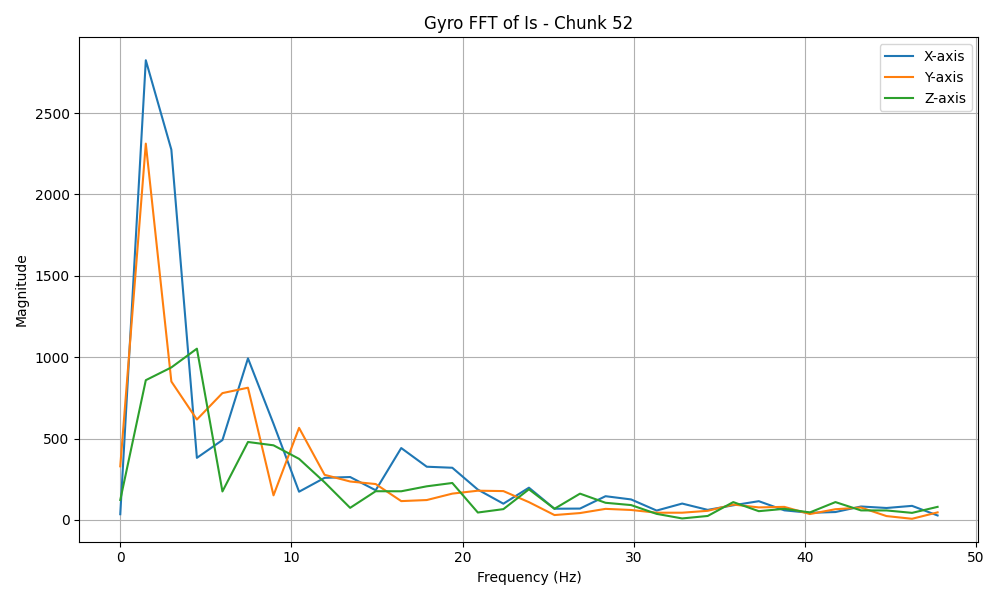 Gyro FFT of Is - Chunk 52
X-axis
Y-axis
Z-axis
Magnitude
2500
2000
1500
1000
500
0
0 10 20 30 40 50
Frequency (Hz)